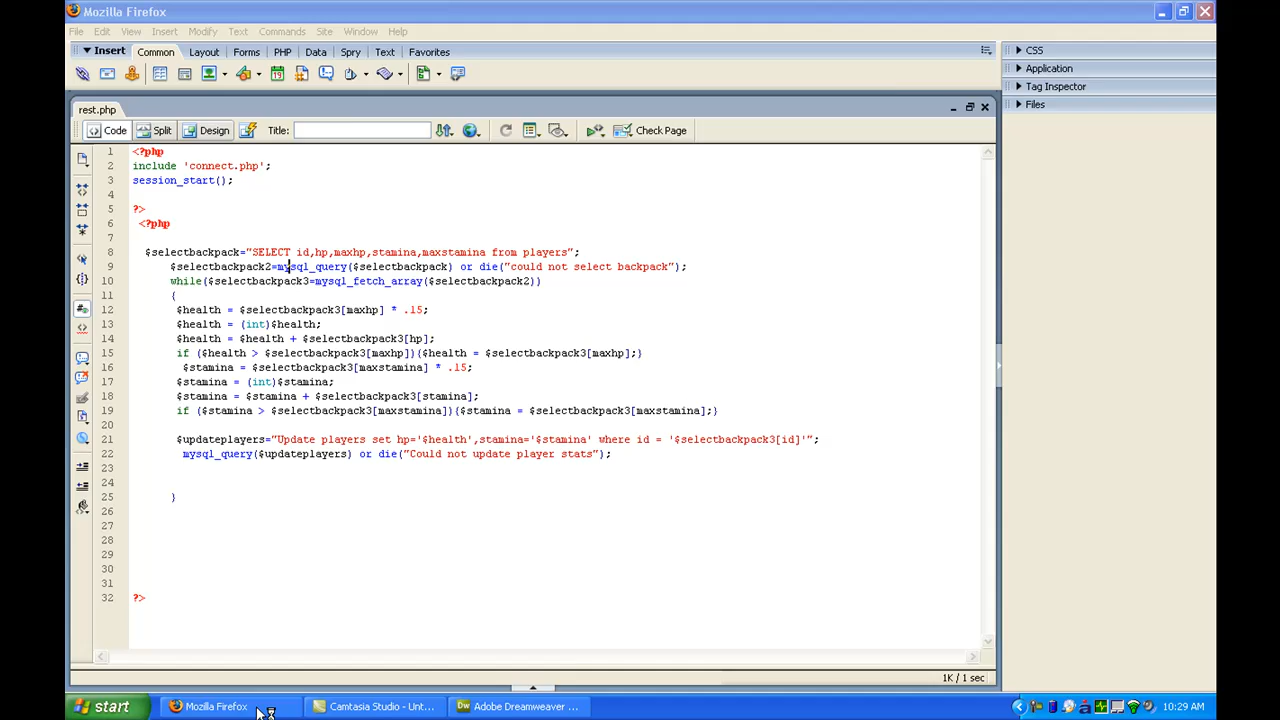 Mozilla Firefox
File Edit View Insert Modify Text Commands Site Window Help
Insert Common Layout Forms PHP Data Spry Text Favorites
CSS
Application
Tag Inspector
Files
rest.php
Code Split Design Title: Check Page
1 <?php
2 include 'connect.php';
3 session_start();
4
5 ?>
6 <?php
7
8 $selectbackpack="SELECT id,hp,maxhp,stamina,maxstamina from players";
9 $selectbackpack2=mysql_query($selectbackpack) or die("could not select backpack");
10 while($selectbackpack3=mysql_fetch_array($selectbackpack2))
11 {
12 $health = $selectbackpack3[maxhp] * .15;
13 $health = (int)$health;
14 $health = $health + $selectbackpack3[hp];
15 if ($health > $selectbackpack3[maxhp]){$health = $selectbackpack3[maxhp];}
16 $stamina = $selectbackpack3[maxstamina] * .15;
17 $stamina = (int)$stamina;
18 $stamina = $stamina + $selectbackpack3[stamina];
19 if ($stamina > $selectbackpack3[maxstamina]){$stamina = $selectbackpack3[maxstamina];}
20
21 $updateplayers="Update players set hp='$health',stamina='$stamina' where id = '$selectbackpack3[id]'";
22 mysql_query($updateplayers) or die("Could not update player stats");
23
24
25 }
26
27
28
29
30
31
32 ?>
1K / 1 sec
start Mozilla Firefox Camtasia Studio - Unt... Adobe Dreamweaver ... 10:29 AM